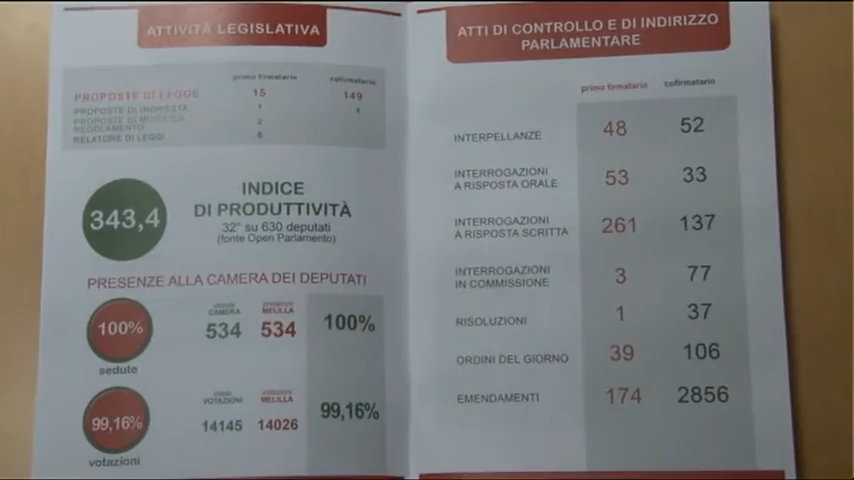 ATTIVITÀ LEGISLATIVA
primo firmatario cofirmatario
PROPOSTE DI LEGGE 15 149
PROPOSTE DI INCHIESTA 1 4
PROPOSTE DI MODIFICA
REGOLAMENTO 2
RELATORE DI LEGGI 6
343,4
INDICE
DI PRODUTTIVITÀ
32° su 630 deputati
(fonte Open Parlamento)
PRESENZE ALLA CAMERA DEI DEPUTATI
100%
sedute
CAMERA MELILLA
534 534 100%
99,16%
votazioni
VOTAZIONI MELILLA
14145 14026 99,16%
ATTI DI CONTROLLO E DI INDIRIZZO
PARLAMENTARE
primo firmatario cofirmatario
INTERPELLANZE 48 52
INTERROGAZIONI
A RISPOSTA ORALE 53 33
INTERROGAZIONI
A RISPOSTA SCRITTA 261 137
INTERROGAZIONI
IN COMMISSIONE 3 77
RISOLUZIONI 1 37
ORDINI DEL GIORNO 39 106
EMENDAMENTI 174 2856